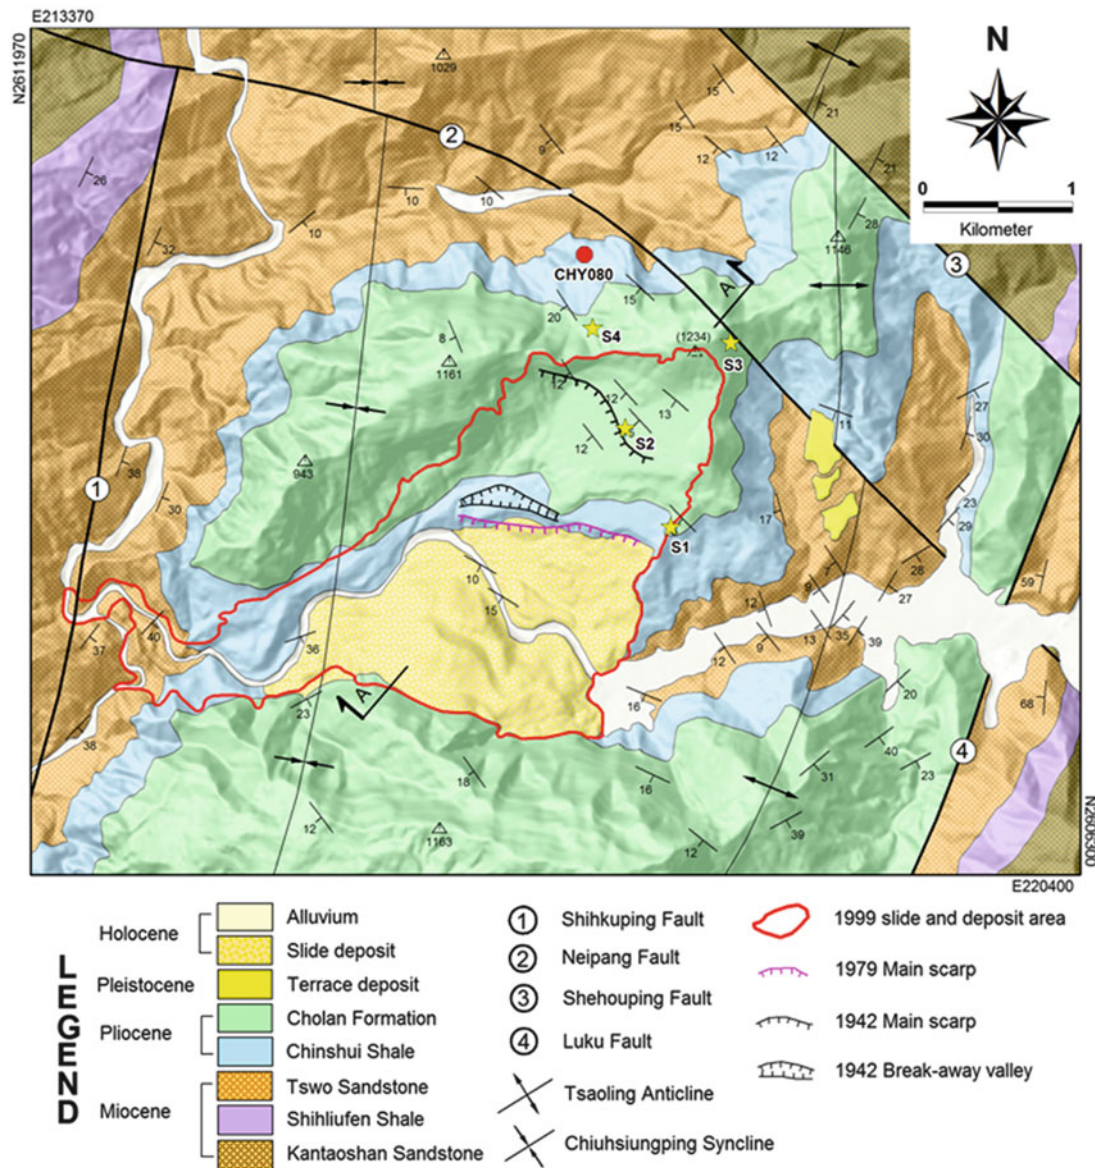 E213370
N2611970
N
0 1
Kilometer
1029
15
21
2
15
9
12
12
21
26
10
10
28
32
10
1146
3
CHY080
15
A
20
S4
(1234)
S3
8
1161
12
12
13
27
11
S2
30
943
12
38
1
30
17
23
S1
29
10
7
28
59
9
27
15
12
40
36
13
35
39
37
12
9
A
20
16
23
68
38
40
4
18
31
23
16
12
39
1163
12
N2606300
E220400
LEGEND
Holocene
Alluvium
Slide deposit
Pleistocene
Terrace deposit
Pliocene
Cholan Formation
Chinshui Shale
Miocene
Tswo Sandstone
Shihliufen Shale
Kantaoshan Sandstone
1 Shihkuping Fault
2 Neipang Fault
3 Shehouping Fault
4 Luku Fault
Tsaoling Anticline
Chiuhsiungping Syncline
1999 slide and deposit area
1979 Main scarp
1942 Main scarp
1942 Break-away valley